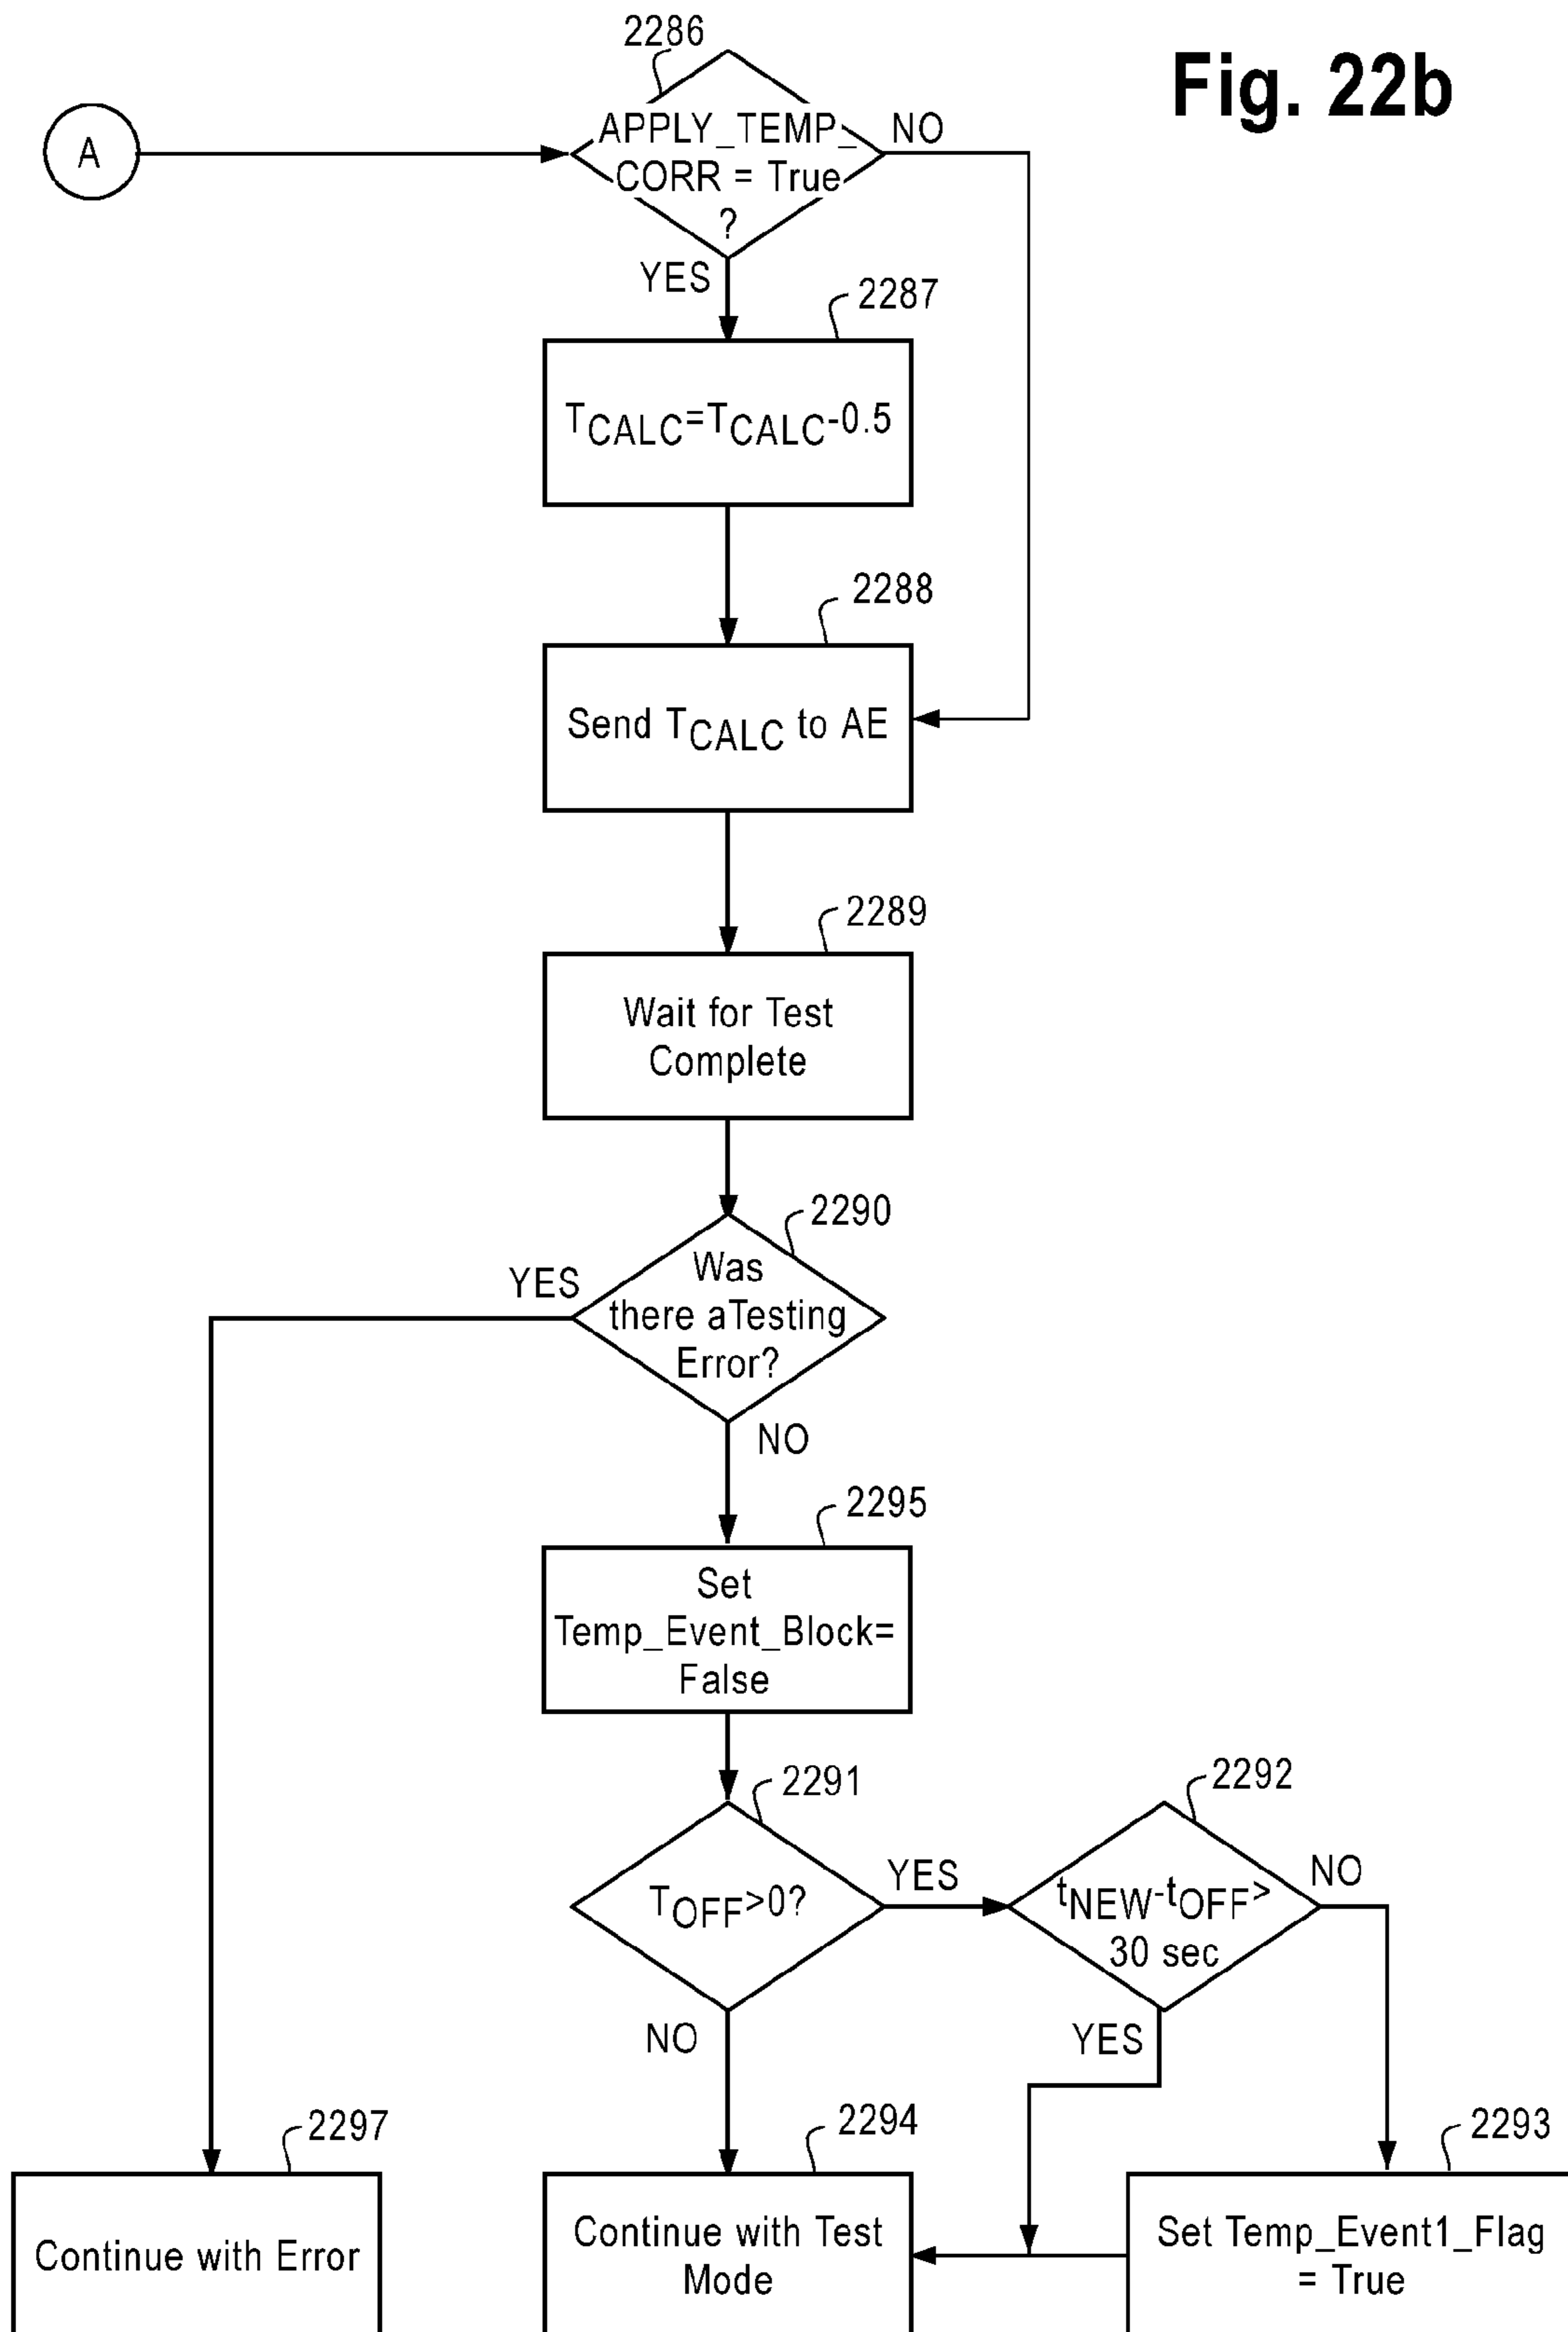 Fig. 22b
2286
A
APPLY_TEMP_
CORR = True
?
NO
YES
2287
TCALC=TCALC-0.5
2288
Send TCALC to AE
2289
Wait for Test
Complete
2290
YES
Was
there aTesting
Error?
NO
2295
Set
Temp_Event_Block=
False
2291
TOFF>0?
YES
2292
tNEW-tOFF>
30 sec
NO
NO
YES
2297
Continue with Error
2294
Continue with Test
Mode
2293
Set Temp_Event1_Flag
= True